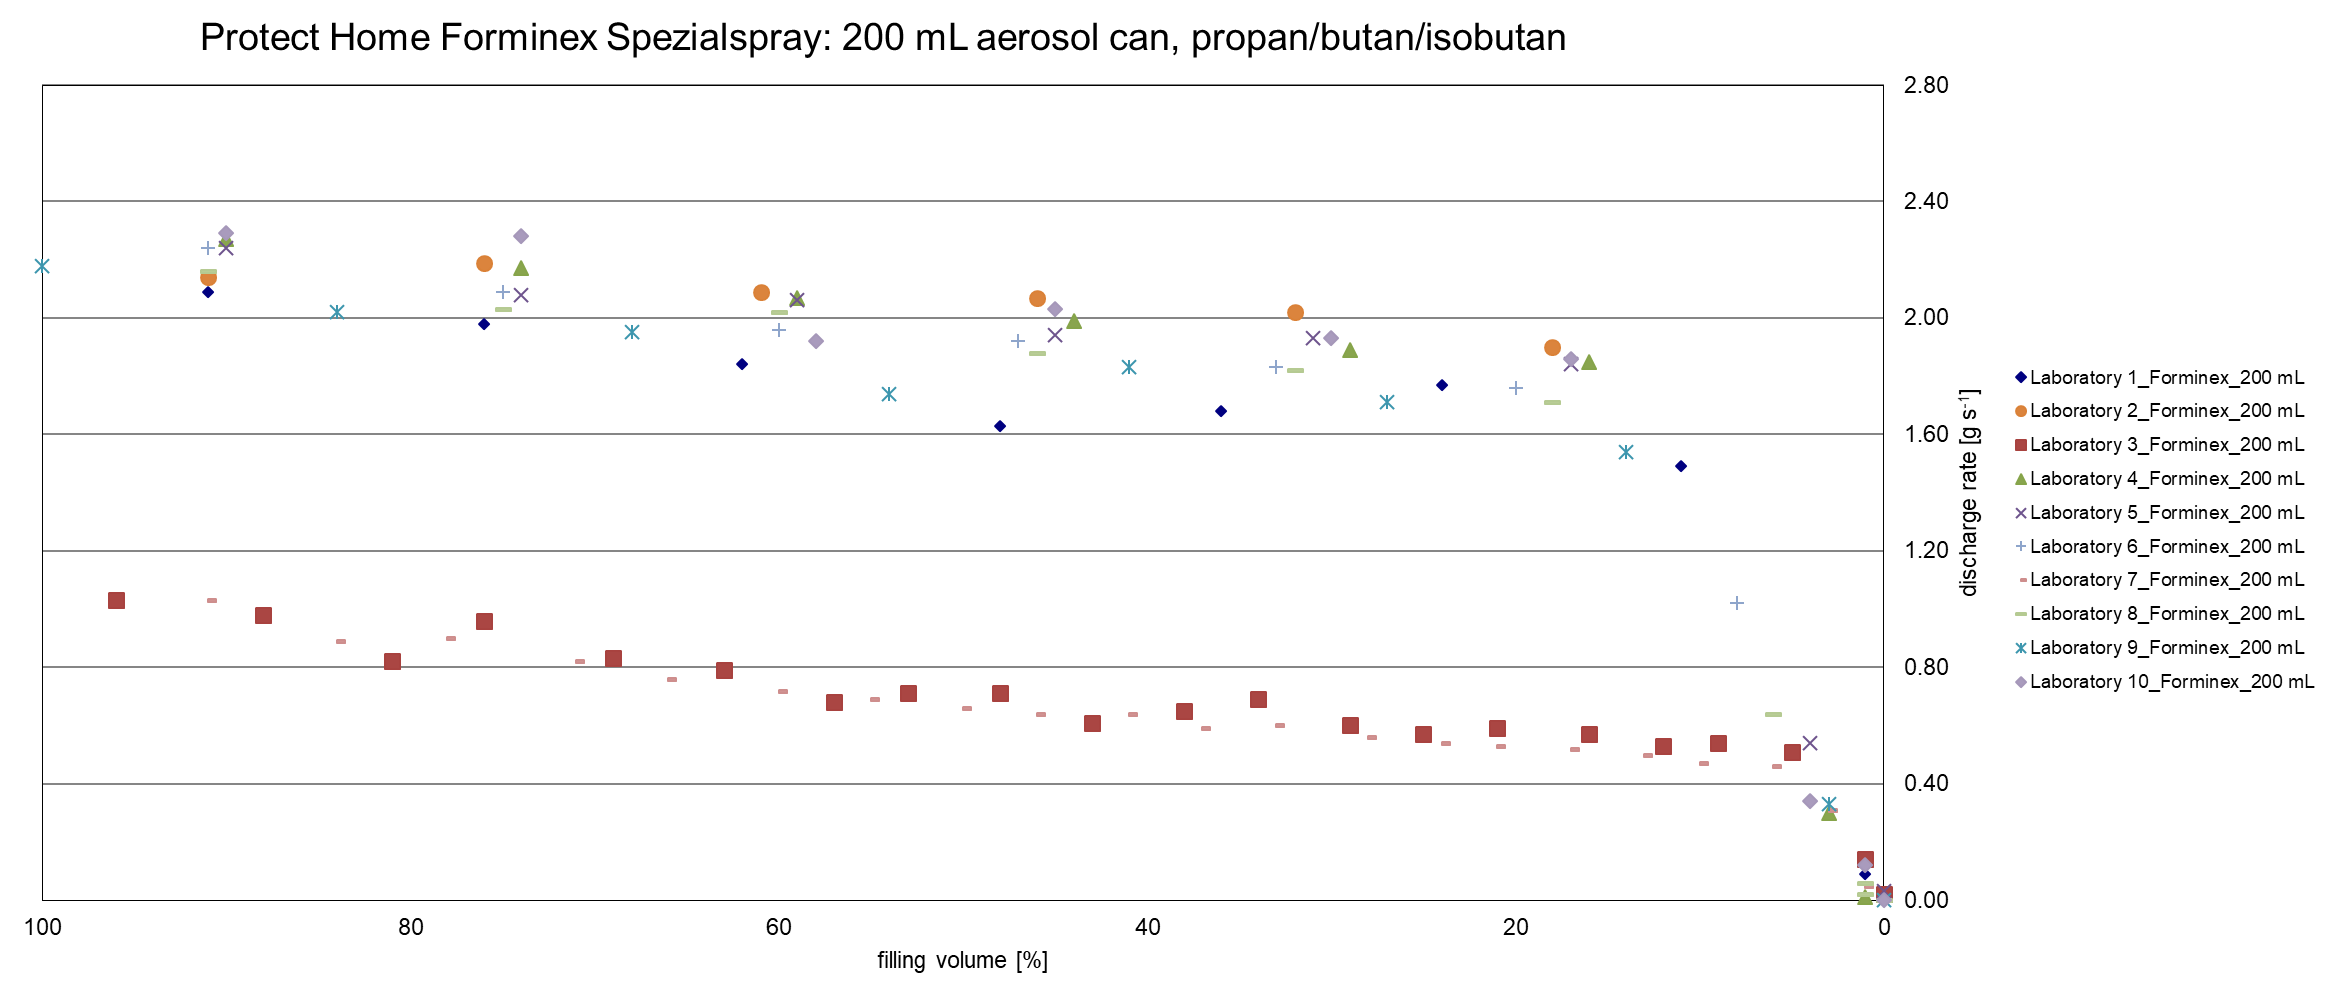 Protect Home Forminex Spezialspray: 200 mL aerosol can, propan/butan/isobutan
2.80
2.40
2.00
1.60
1.20
0.80
0.40
0.00
discharge rate [g s⁻¹]
100
80
60
40
20
0
filling volume [%]
Laboratory 1_Forminex_200 mL
Laboratory 2_Forminex_200 mL
Laboratory 3_Forminex_200 mL
Laboratory 4_Forminex_200 mL
Laboratory 5_Forminex_200 mL
Laboratory 6_Forminex_200 mL
Laboratory 7_Forminex_200 mL
Laboratory 8_Forminex_200 mL
Laboratory 9_Forminex_200 mL
Laboratory 10_Forminex_200 mL